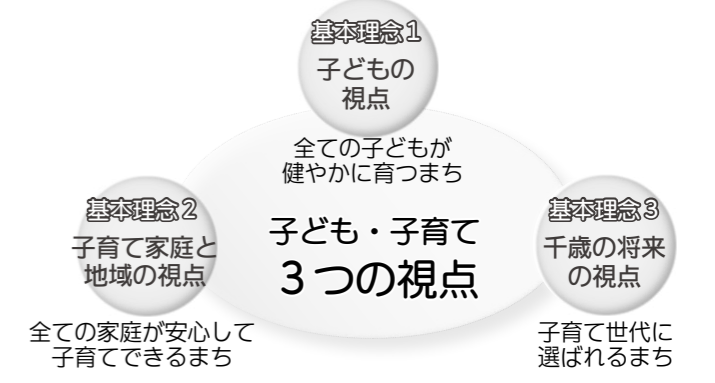 基本理念1
子どもの
視点
全ての子どもが
健やかに育つまち
子ども・子育て
3つの視点
基本理念2
子育て家庭と
地域の視点
全ての家庭が安心して
子育てできるまち
基本理念3
千歳の将来
の視点
子育て世代に
選ばれるまち